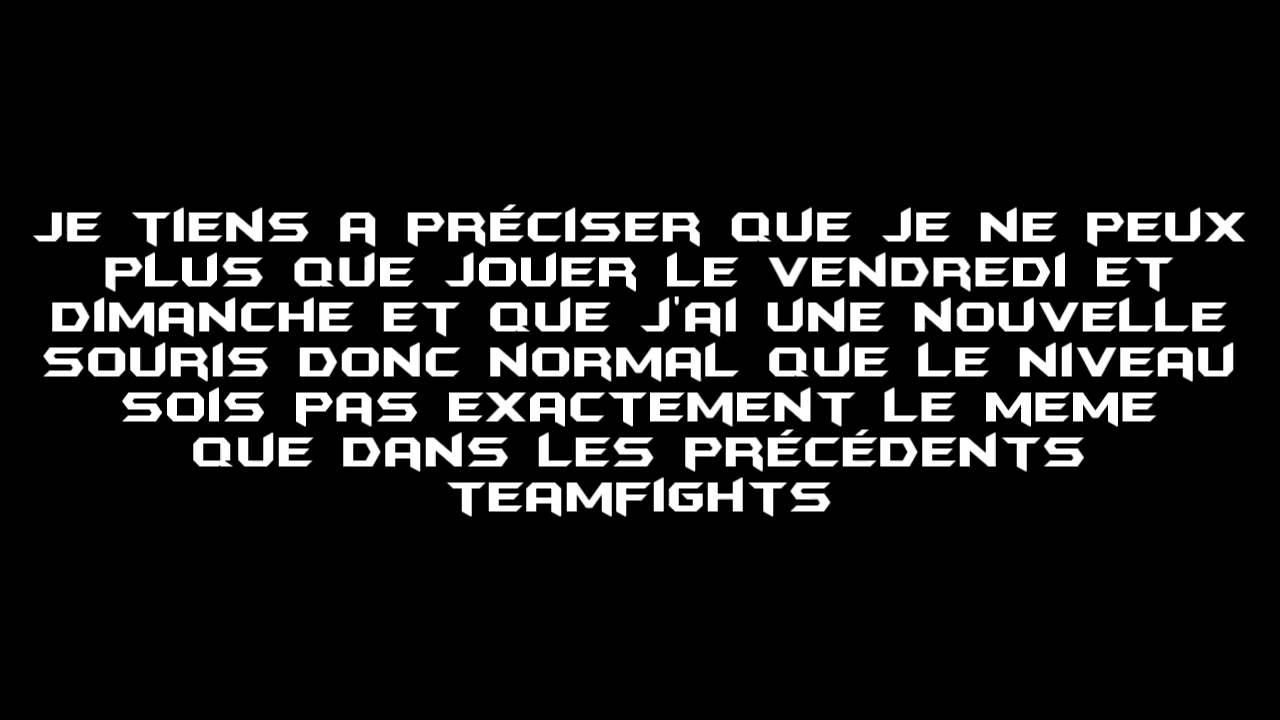 JE TIENS A PRÉCISER QUE JE NE PEUX
PLUS QUE JOUER LE VENDREDI ET
DIMANCHE ET QUE J'AI UNE NOUVELLE
SOURIS DONC NORMAL QUE LE NIVEAU
SOIS PAS EXACTEMENT LE MEME
QUE DANS LES PRÉCÉDENTS
TEAMFIGHTS